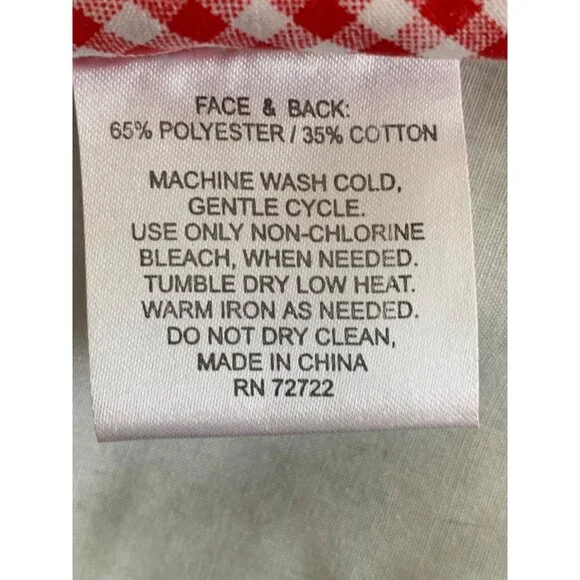 FACE & BACK:
65% POLYESTER / 35% COTTON
MACHINE WASH COLD,
GENTLE CYCLE.
USE ONLY NON-CHLORINE
BLEACH, WHEN NEEDED.
TUMBLE DRY LOW HEAT.
WARM IRON AS NEEDED.
DO NOT DRY CLEAN,
MADE IN CHINA
RN 72722